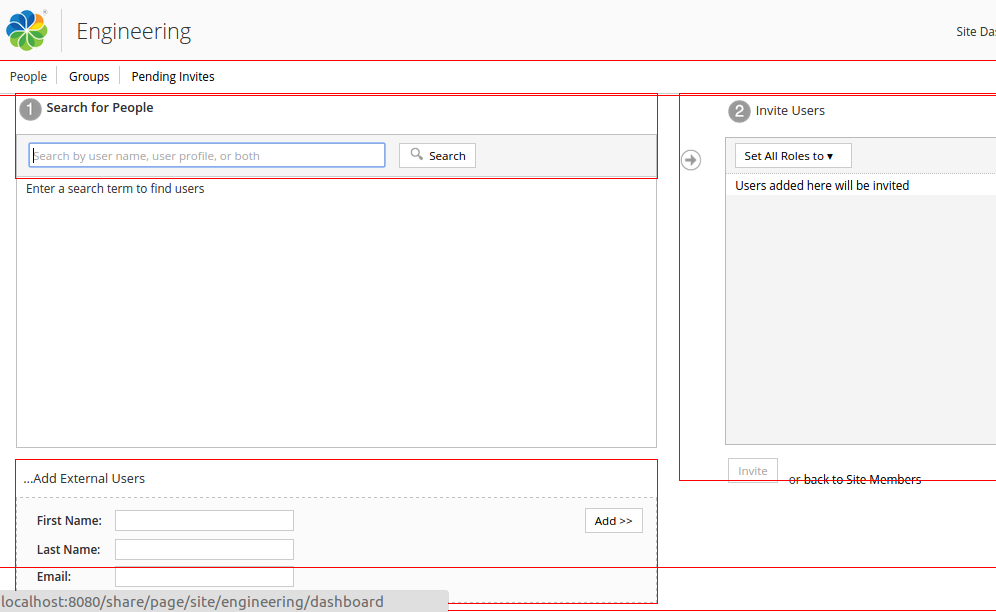 Engineering
Site Das
People Groups Pending Invites
1 Search for People
Search by user name, user profile, or both
Search
Enter a search term to find users
2 Invite Users
Set All Roles to ▾
Users added here will be invited
Invite or back to Site Members
...Add External Users
First Name:
Add >>
Last Name:
Email:
localhost:8080/share/page/site/engineering/dashboard